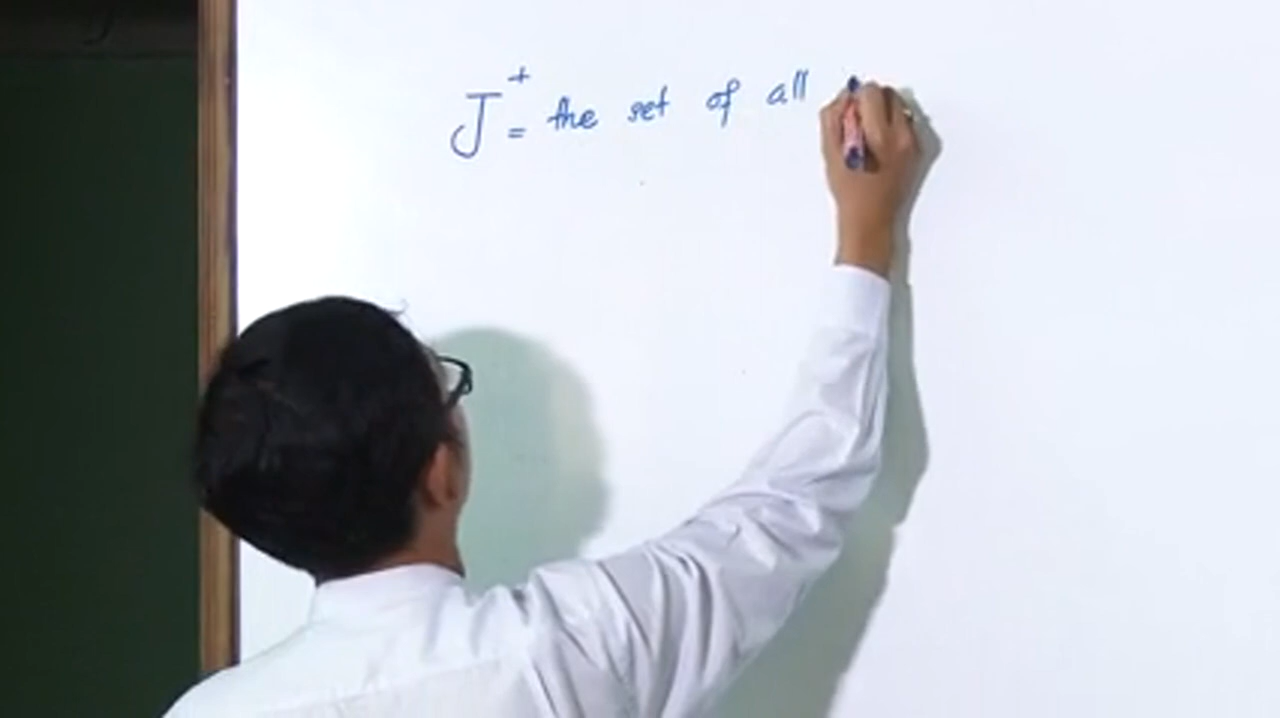 J⁺ = the set of all